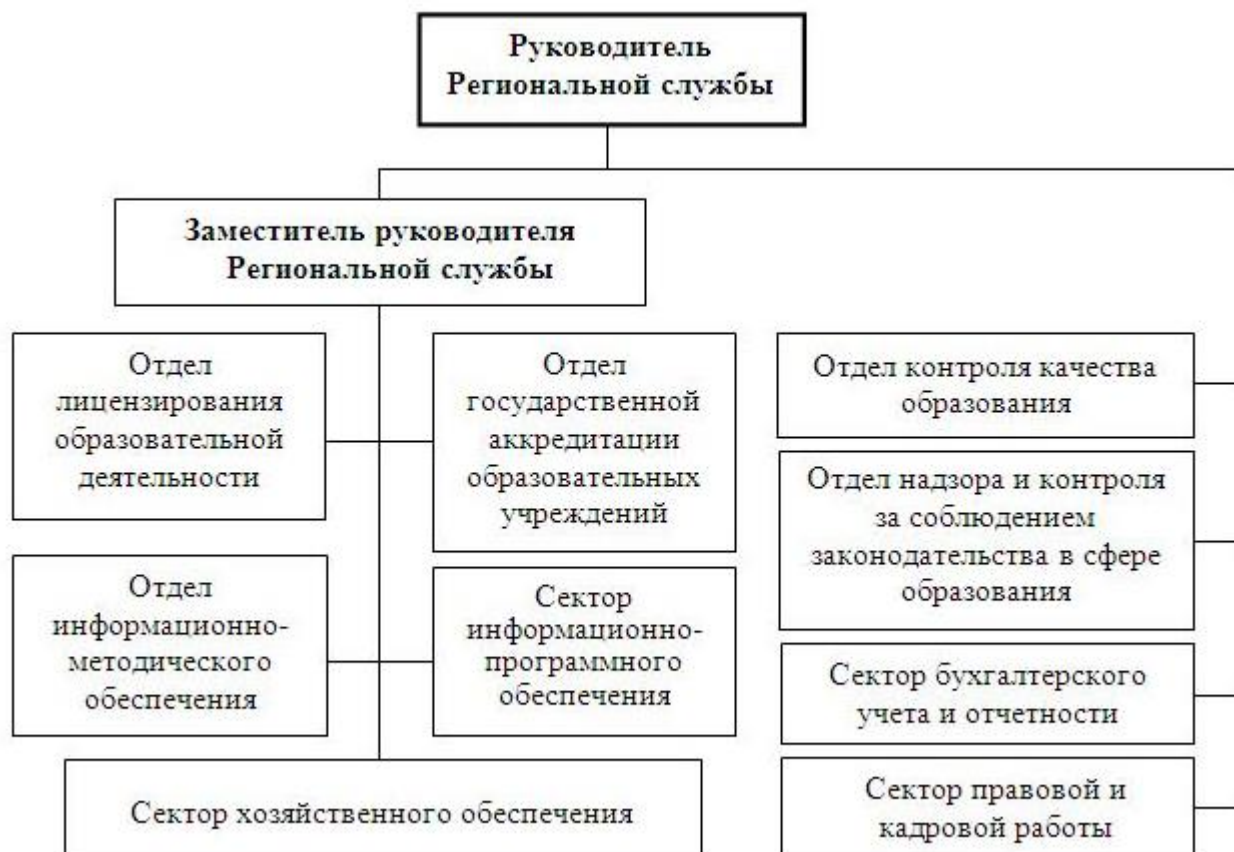 Руководитель
Региональной службы
Заместитель руководителя
Региональной службы
Отдел
лицензирования
образовательной
деятельности
Отдел
государственной
аккредитации
образовательных
учреждений
Отдел контроля качества
образования
Отдел надзора и контроля
за соблюдением
законодательства в сфере
образования
Отдел
информационно-
методического
обеспечения
Сектор
информационно-
программного
обеспечения
Сектор бухгалтерского
учета и отчетности
Сектор хозяйственного обеспечения
Сектор правовой и
кадровой работы